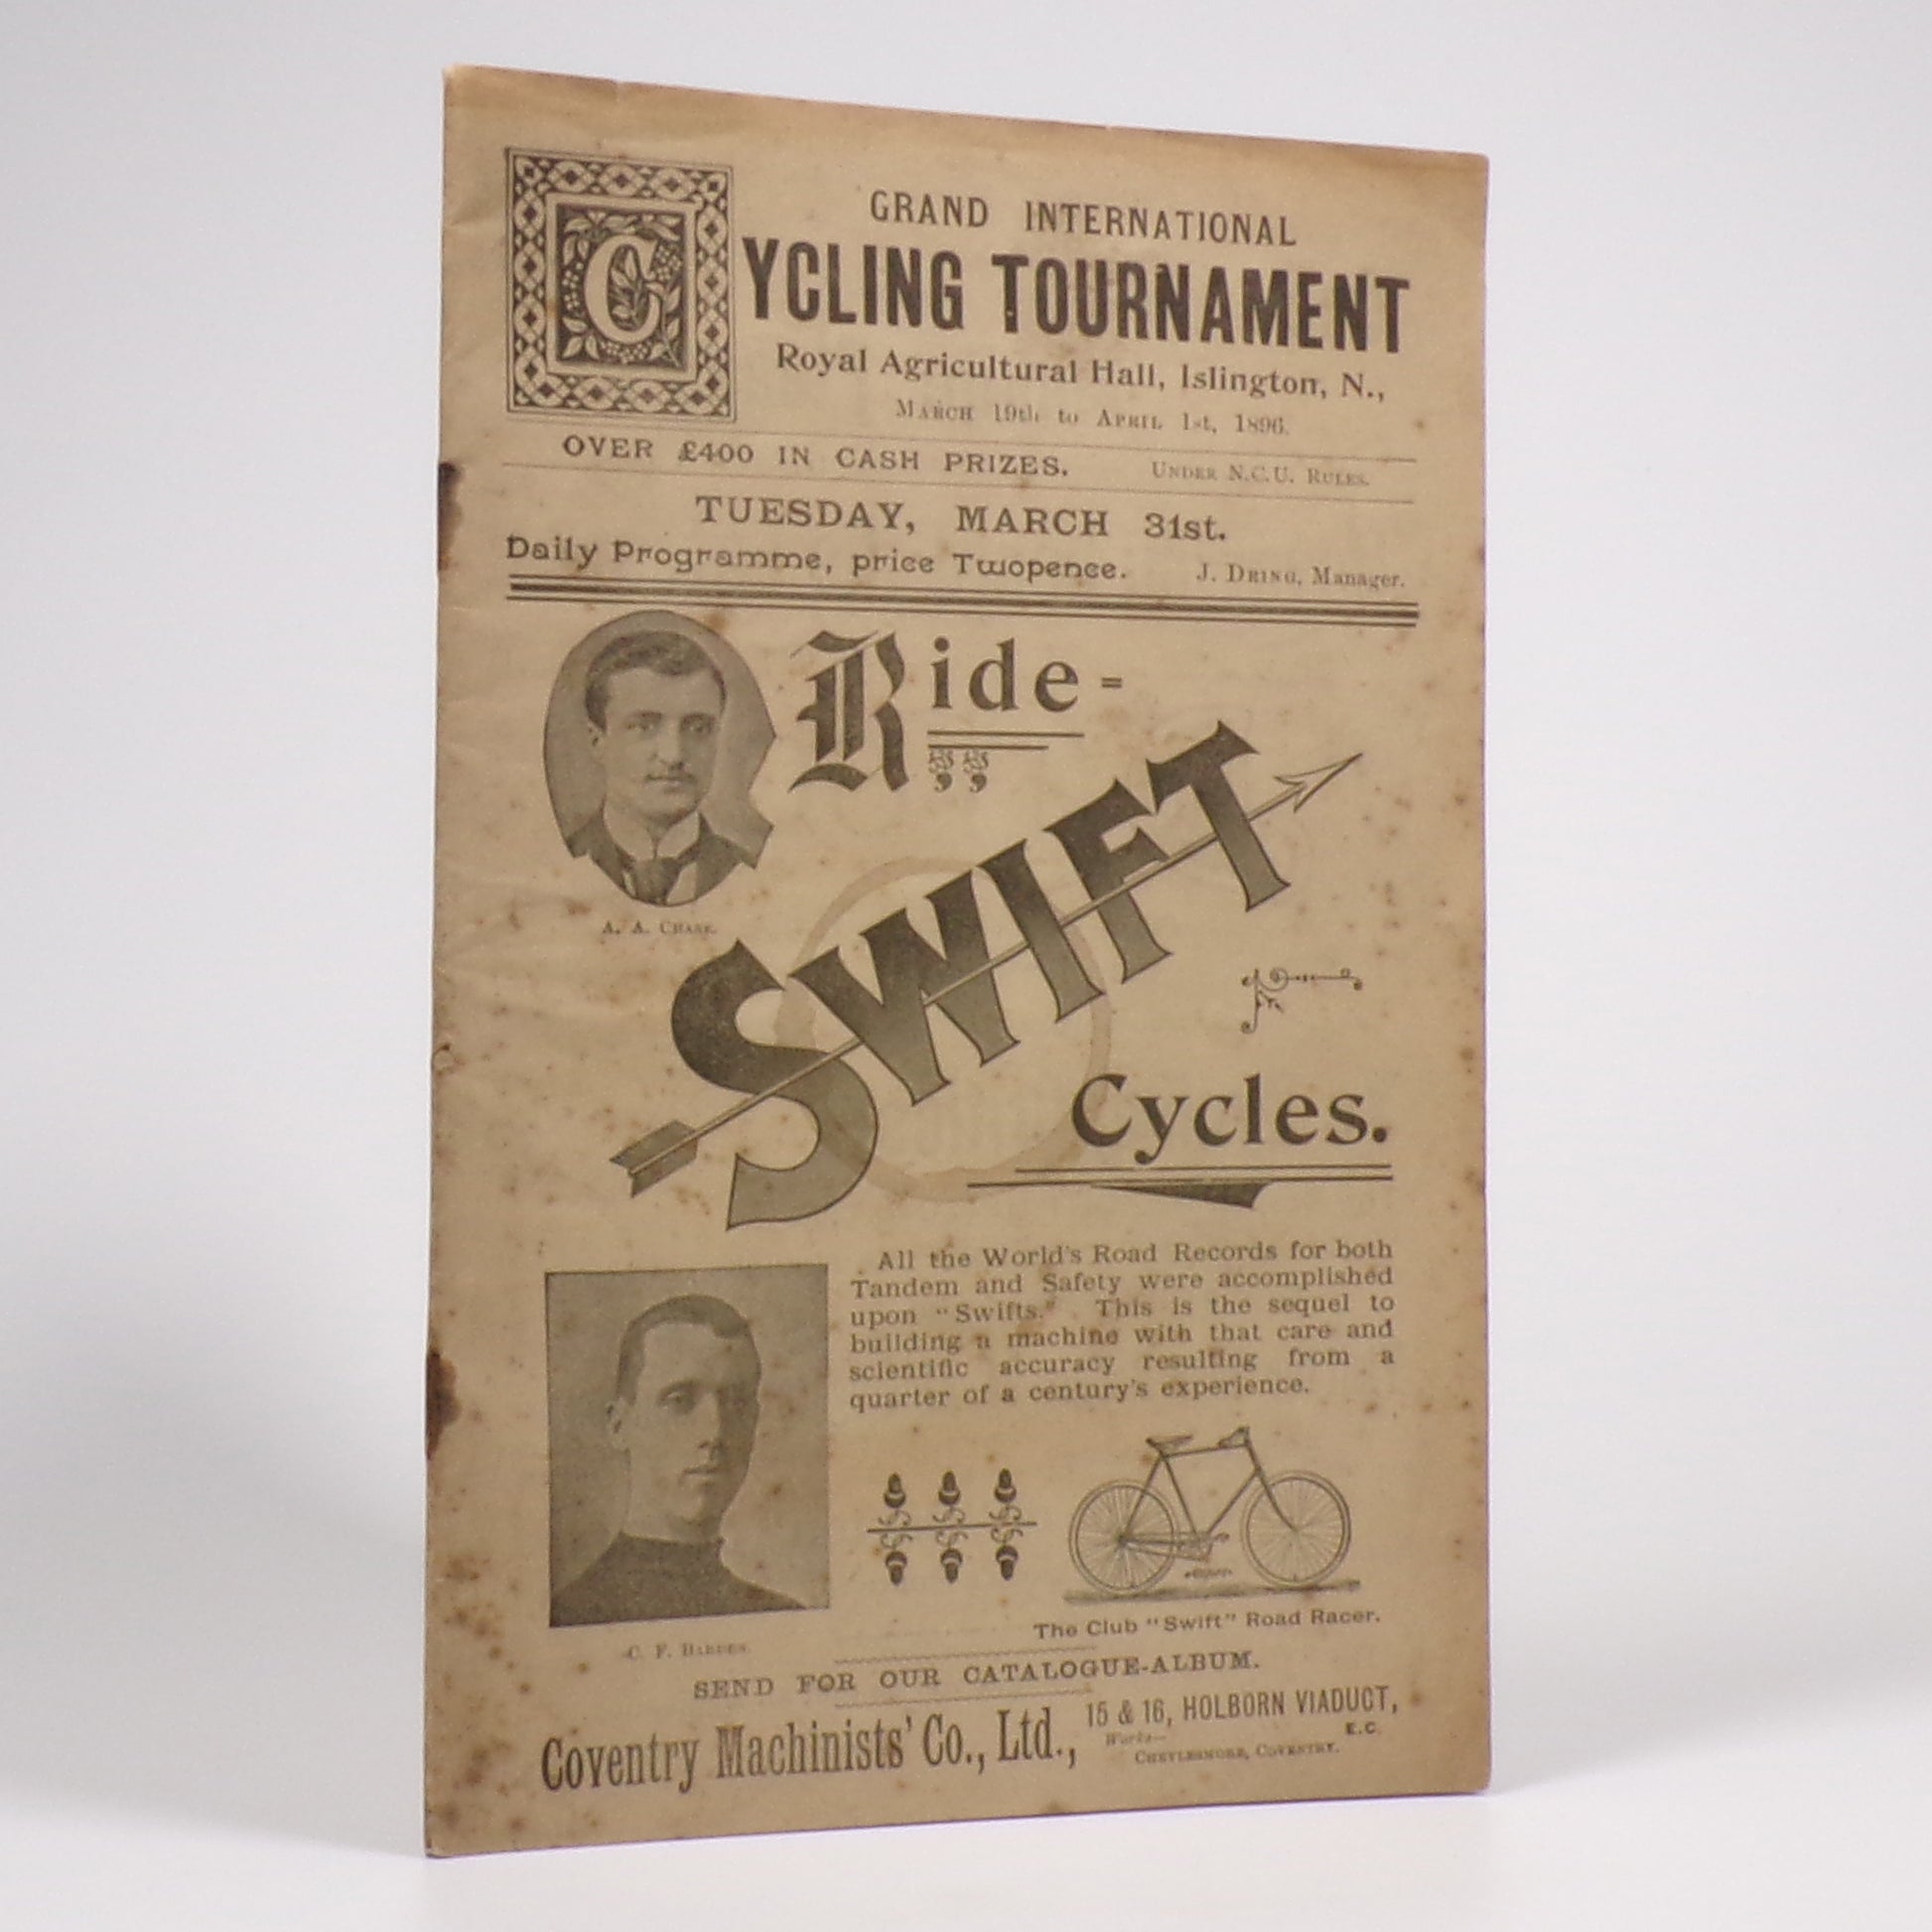 GRAND INTERNATIONAL
CYCLING TOURNAMENT
Royal Agricultural Hall, Islington, N.,
MARCH 19th to APRIL 1st, 1896.
OVER £400 IN CASH PRIZES. UNDER N.C.U. RULES.
TUESDAY, MARCH 31st.
Daily Programme, price Twopence. J. DRING, Manager.
Ride-
A. A. CHASE.
SWIFT
Cycles.
All the World's Road Records for both
Tandem and Safety were accomplished
upon "Swifts." This is the sequel to
building a machine with that care and
scientific accuracy resulting from a
quarter of a century's experience.
The Club "Swift" Road Racer.
C. F. BARDEN.
SEND FOR OUR CATALOGUE-ALBUM.
Coventry Machinists' Co., Ltd., 15 & 16, HOLBORN VIADUCT,
E.C.
Works—
CHEYLESMORE, COVENTRY.